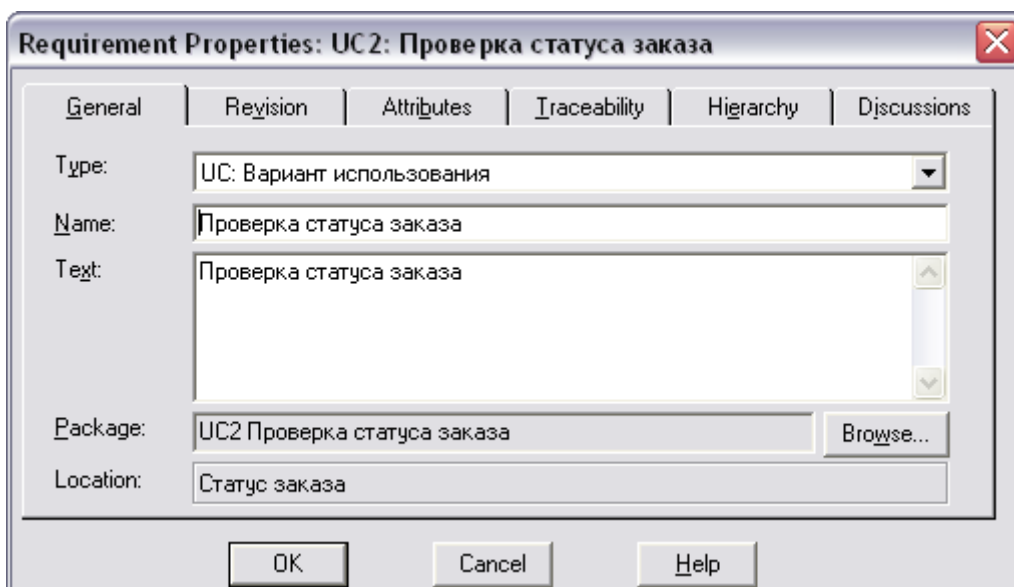 Requirement Properties: UC2: Проверка статуса заказа
General Revision Attributes Traceability Hierarchy Discussions
Type: UC: Вариант использования
Name: Проверка статуса заказа
Text: Проверка статуса заказа
Package: UC2 Проверка статуса заказа Browse...
Location: Статус заказа
OK Cancel Help